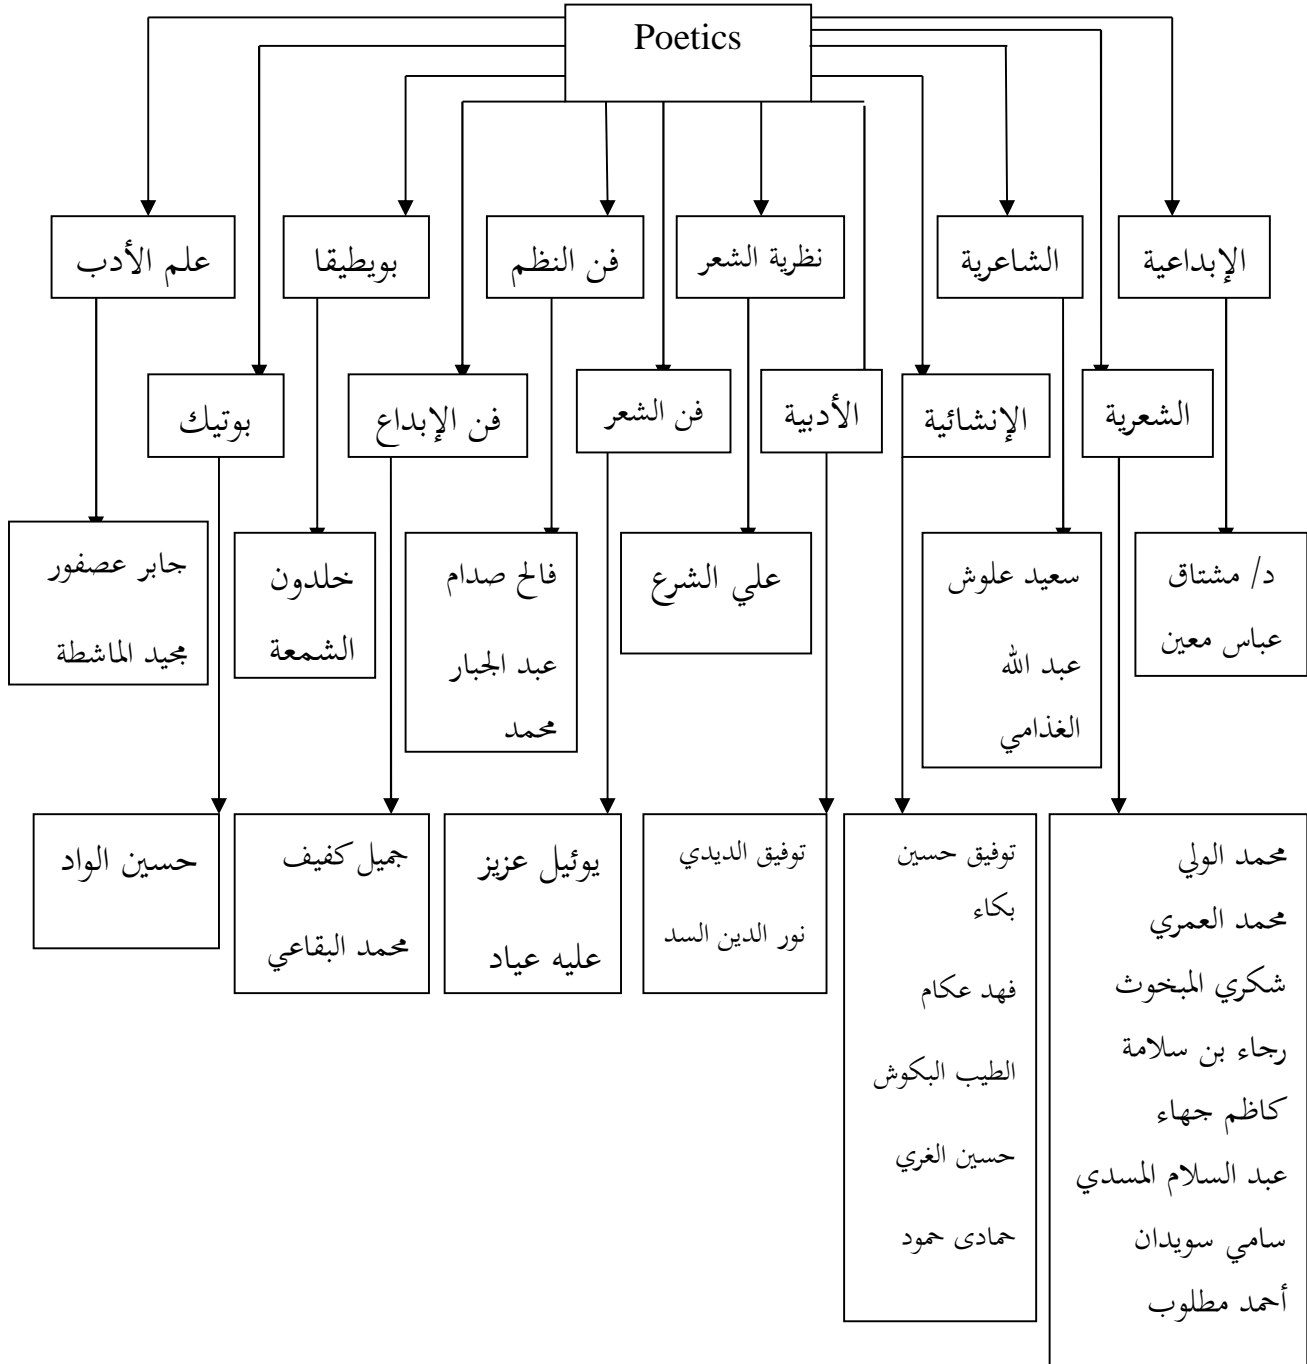 Poetics
الإبداعية
الشاعرية
نظرية الشعر
فن النظم
بويطيقا
علم الأدب
الشعرية
الإنشائية
الأدبية
فن الشعر
فن الإبداع
بوتيك
د/ مشتاق
عباس معين
سعيد علوش
عبد الله
الغذامي
علي الشرع
فالح صدام
عبد الجبار
محمد
خلدون
الشمعة
جابر عصفور
مجيد الماشطة
محمد الولي
محمد العمري
شكري المبخوث
رجاء بن سلامة
كاظم جهاء
عبد السلام المسدي
سامي سويدان
أحمد مطلوب
توفيق حسين
بكاء
فهد عكام
الطيب البكوش
حسين الغري
حمادى حمود
توفيق الديدي
نور الدين السد
يوئيل عزيز
عليه عياد
جميل كفيف
محمد البقاعي
حسين الواد